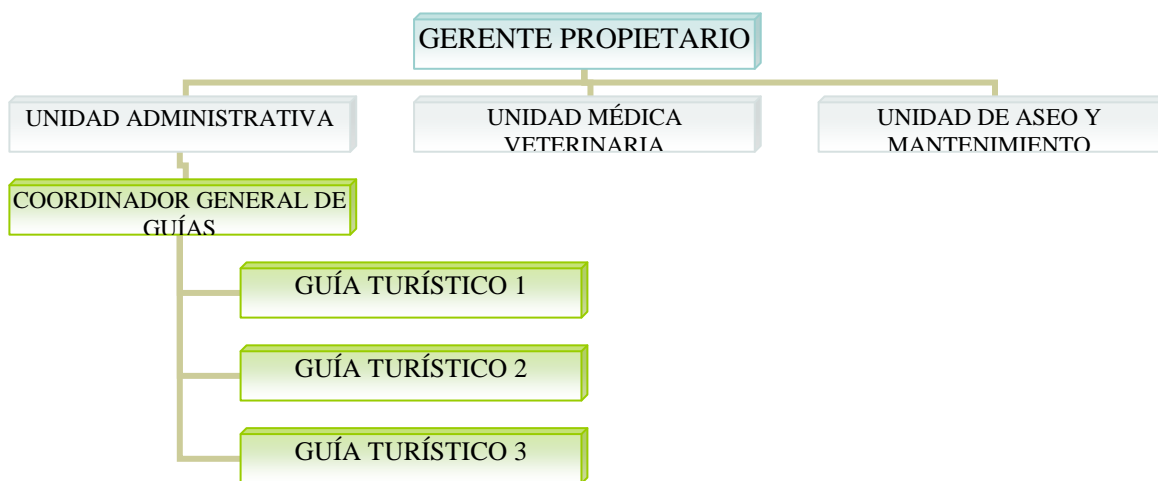 GERENTE PROPIETARIO
UNIDAD ADMINISTRATIVA
UNIDAD MÉDICA
VETERINARIA
UNIDAD DE ASEO Y
MANTENIMIENTO
COORDINADOR GENERAL DE
GUÍAS
GUÍA TURÍSTICO 1
GUÍA TURÍSTICO 2
GUÍA TURÍSTICO 3